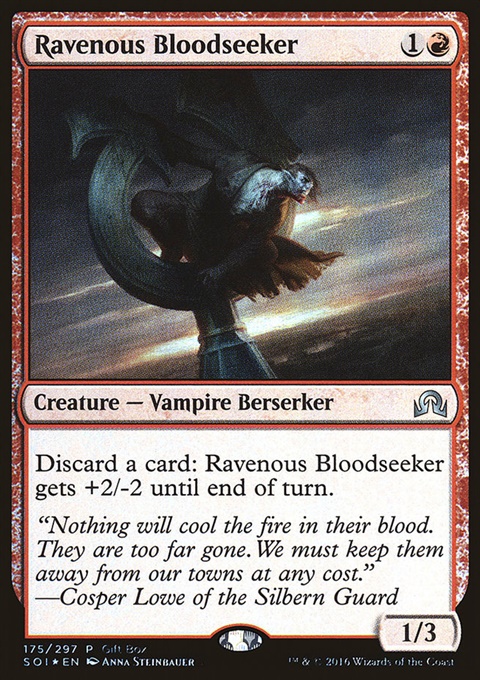 Ravenous Bloodseeker 1
Creature — Vampire Berserker
Discard a card: Ravenous Bloodseeker
gets +2/-2 until end of turn.
“Nothing will cool the fire in their blood.
They are too far gone. We must keep them
away from our towns at any cost.”
—Cosper Lowe of the Silbern Guard
1/3
175/297 P Gift Box
SOI★EN Anna Steinbauer
™ & © 2016 Wizards of the Coast